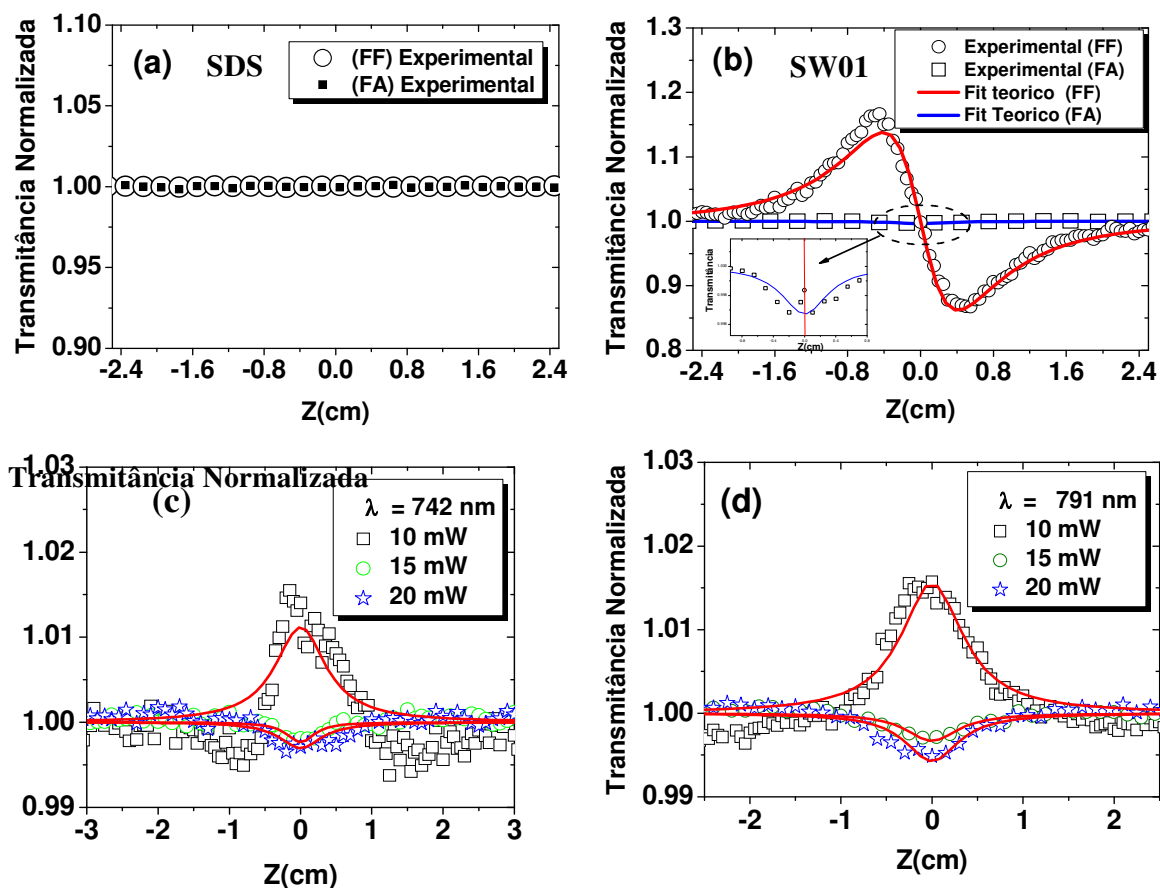 (a) SDS
(FF) Experimental
(FA) Experimental
1.10
1.05
1.00
0.95
0.90
-2.4 -1.6 -0.8 0.0 0.8 1.6 2.4
Z(cm)
Transmitância Normalizada
(b) SW01
Experimental (FF)
Experimental (FA)
Fit teorico (FF)
Fit Teorico (FA)
1.3
1.2
1.1
1.0
0.9
0.8
-2.4 -1.6 -0.8 0.0 0.8 1.6 2.4
Z(cm)
Transmitância Normalizada
Transmitância
Z(cm)
Transmitância Normalizada
(c)
λ = 742 nm
10 mW
15 mW
20 mW
1.03
1.02
1.01
1.00
0.99
-3 -2 -1 0 1 2 3
Z(cm)
(d)
λ = 791 nm
10 mW
15 mW
20 mW
1.03
1.02
1.01
1.00
0.99
-2 -1 0 1 2
Z(cm)
Transmitância Normalizada